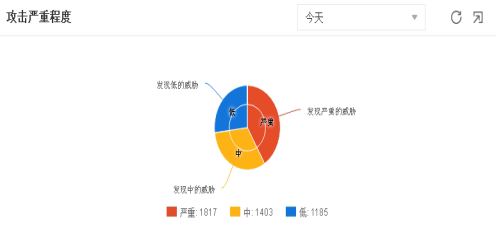 攻击严重程度
今天
发现低的威胁
发现严重的威胁
低
严重
中
发现中的威胁
严重: 1817 中: 1403 低: 1185